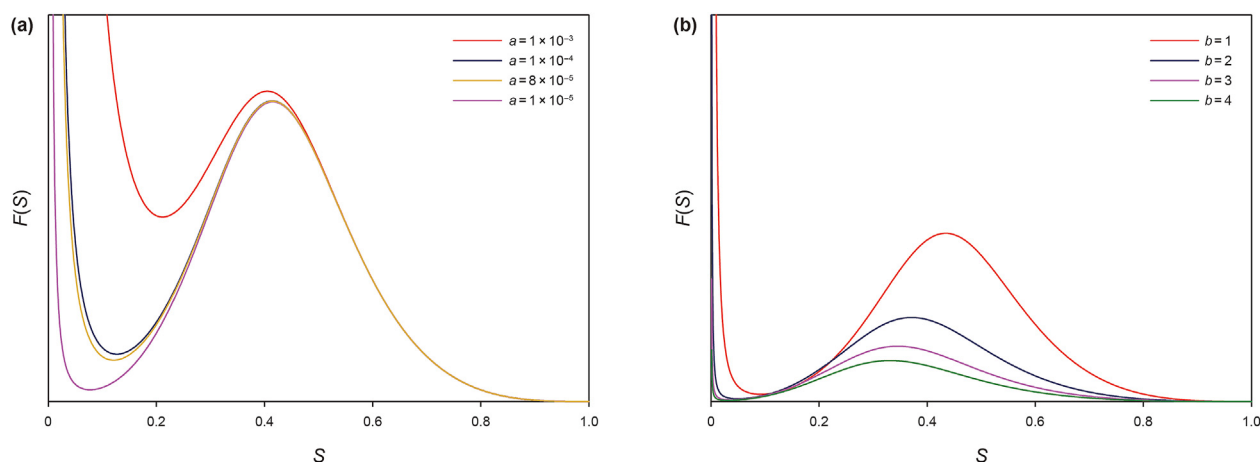 (a)
a = 1 × 10⁻³
a = 1 × 10⁻⁴
a = 8 × 10⁻⁵
a = 1 × 10⁻⁵
F(S)
0 0.2 0.4 0.6 0.8 1.0
S
(b)
b = 1
b = 2
b = 3
b = 4
F(S)
0 0.2 0.4 0.6 0.8 1.0
S